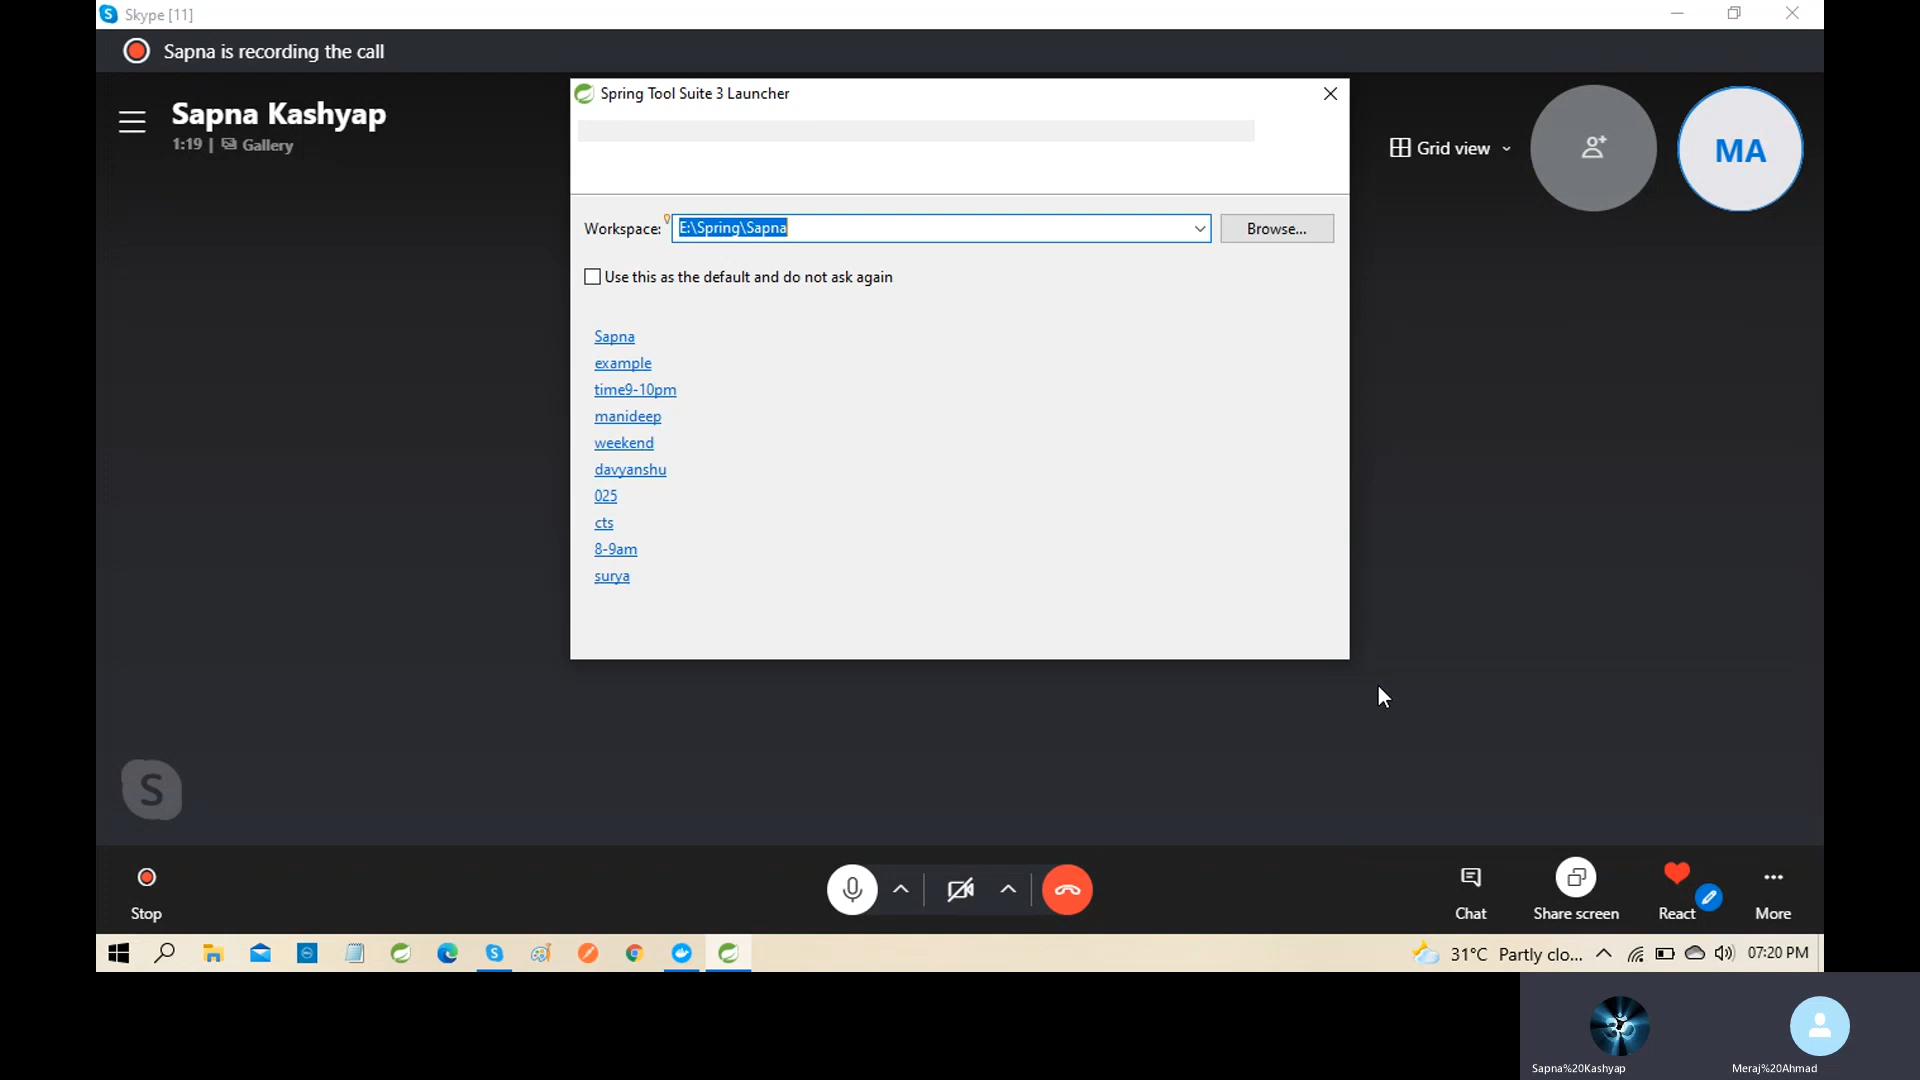 Skype [11]
Sapna is recording the call
Sapna Kashyap
1:19 | Gallery
Spring Tool Suite 3 Launcher
Grid view
MA
Workspace: E:\Spring\Sapna
Browse...
Use this as the default and do not ask again
Sapna
example
time9-10pm
manideep
weekend
davyanshu
025
cts
8-9am
surya
S
Stop
Chat
Share screen
React
More
31°C Partly clo...
07:20 PM
Sapna%20Kashyap
Meraj%20Ahmad